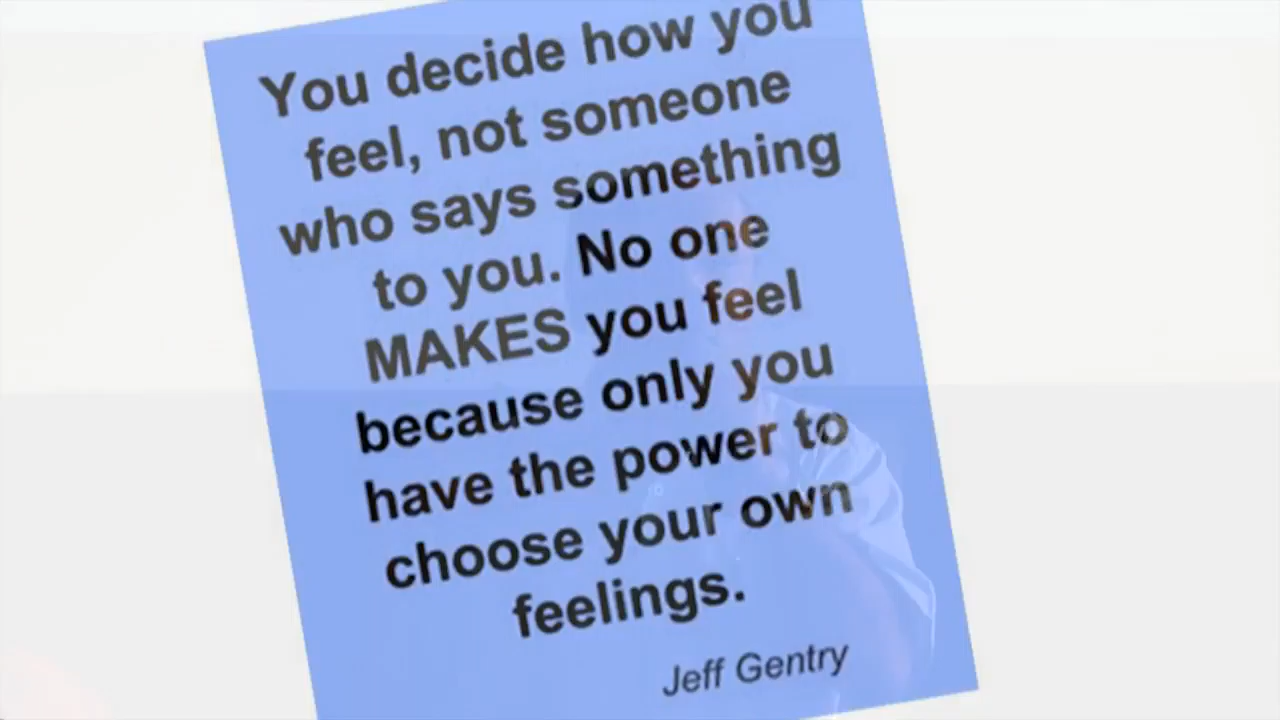 You decide how you
feel, not someone
who says something
to you. No one
MAKES you feel
because only you
have the power to
choose your own
feelings.
Jeff Gentry